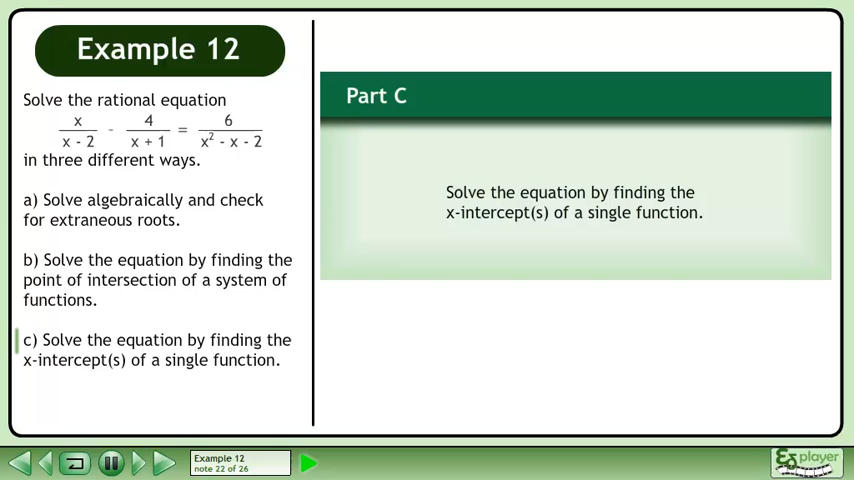 Example 12
Solve the rational equation
x/(x - 2) - 4/(x + 1) = 6/(x² - x - 2)
in three different ways.
a) Solve algebraically and check
for extraneous roots.
b) Solve the equation by finding the
point of intersection of a system of
functions.
c) Solve the equation by finding the
x-intercept(s) of a single function.
Part C
Solve the equation by finding the
x-intercept(s) of a single function.
Example 12
note 22 of 26
player